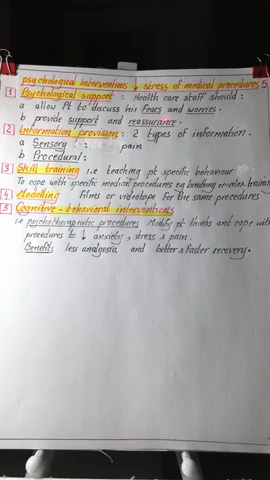 psychological interventions ↓ stress of medical procedures 5
1 Psychological support : Health care staff should :
a allow Pt to discuss his fears and worries.
b provide support and reassurance.
2 Information provision : 2 types of information.
a Sensory : pain
b Procedural :
3 Skill training i.e teaching pt specific behaviour
To cope with specific medical procedures eg breathing or relax. training
4 Modelling Films or videotape for the same procedures
5 Cognitive-behavioral interventions
i.e psychotherapeutic procedures Modify pt thanks and cope with
procedures to ↓ anxiety, stress & pain.
Benefits less analgesia and better & faster recovery.